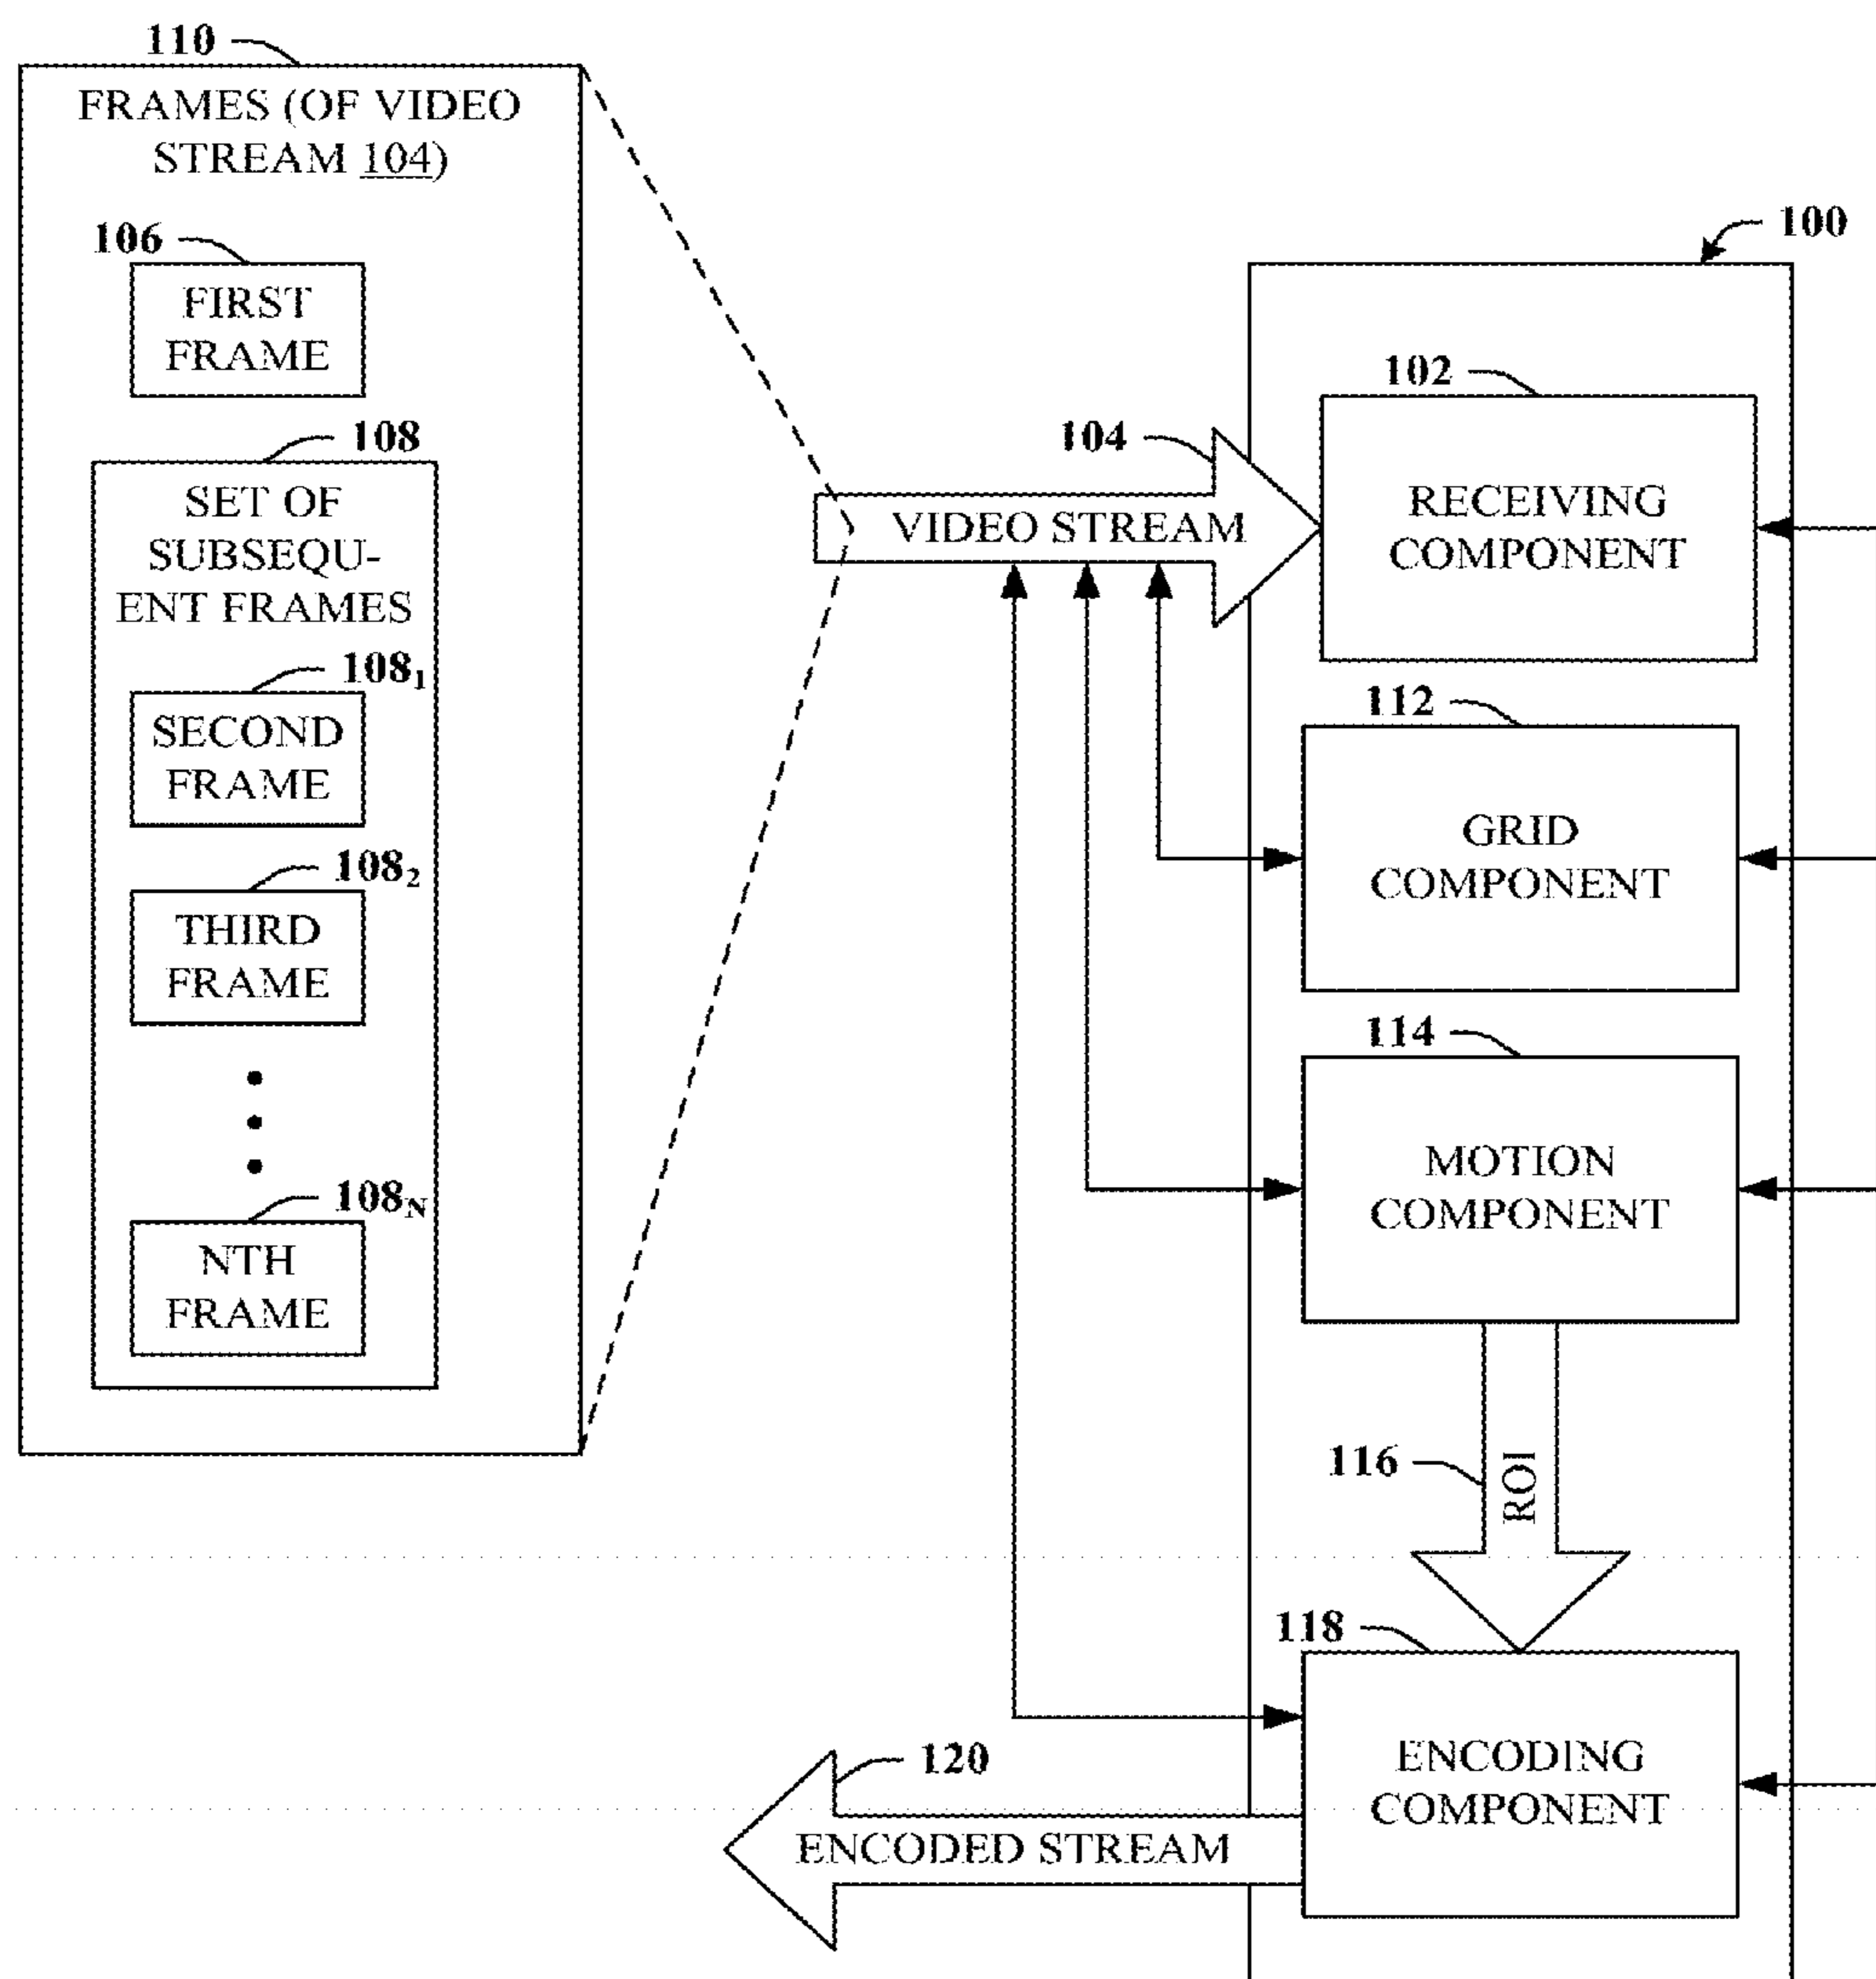 110
FRAMES (OF VIDEO
STREAM 104)
106
FIRST
FRAME
108
SET OF
SUBSEQU-
ENT FRAMES
108₁
SECOND
FRAME
108₂
THIRD
FRAME
108N
NTH
FRAME
100
102
104
VIDEO STREAM
RECEIVING
COMPONENT
112
GRID
COMPONENT
114
MOTION
COMPONENT
116
ROI
118
ENCODING
COMPONENT
120
ENCODED STREAM